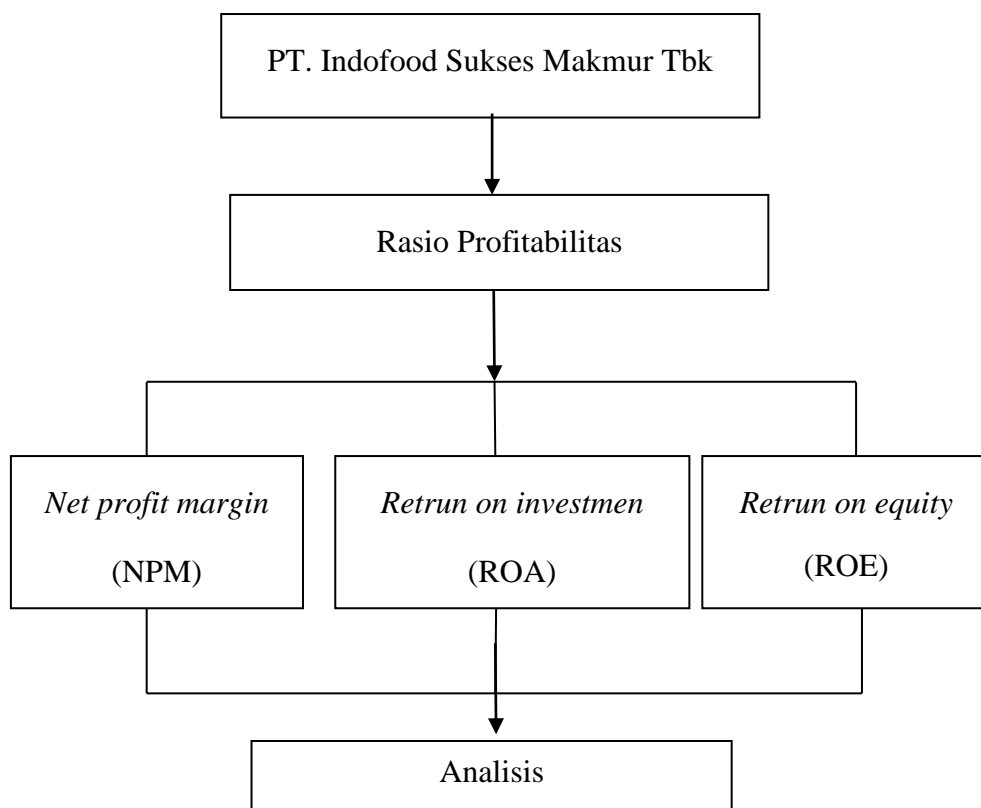 PT. Indofood Sukses Makmur Tbk
Rasio Profitabilitas
Net profit margin
(NPM)
Retrun on investmen
(ROA)
Retrun on equity
(ROE)
Analisis